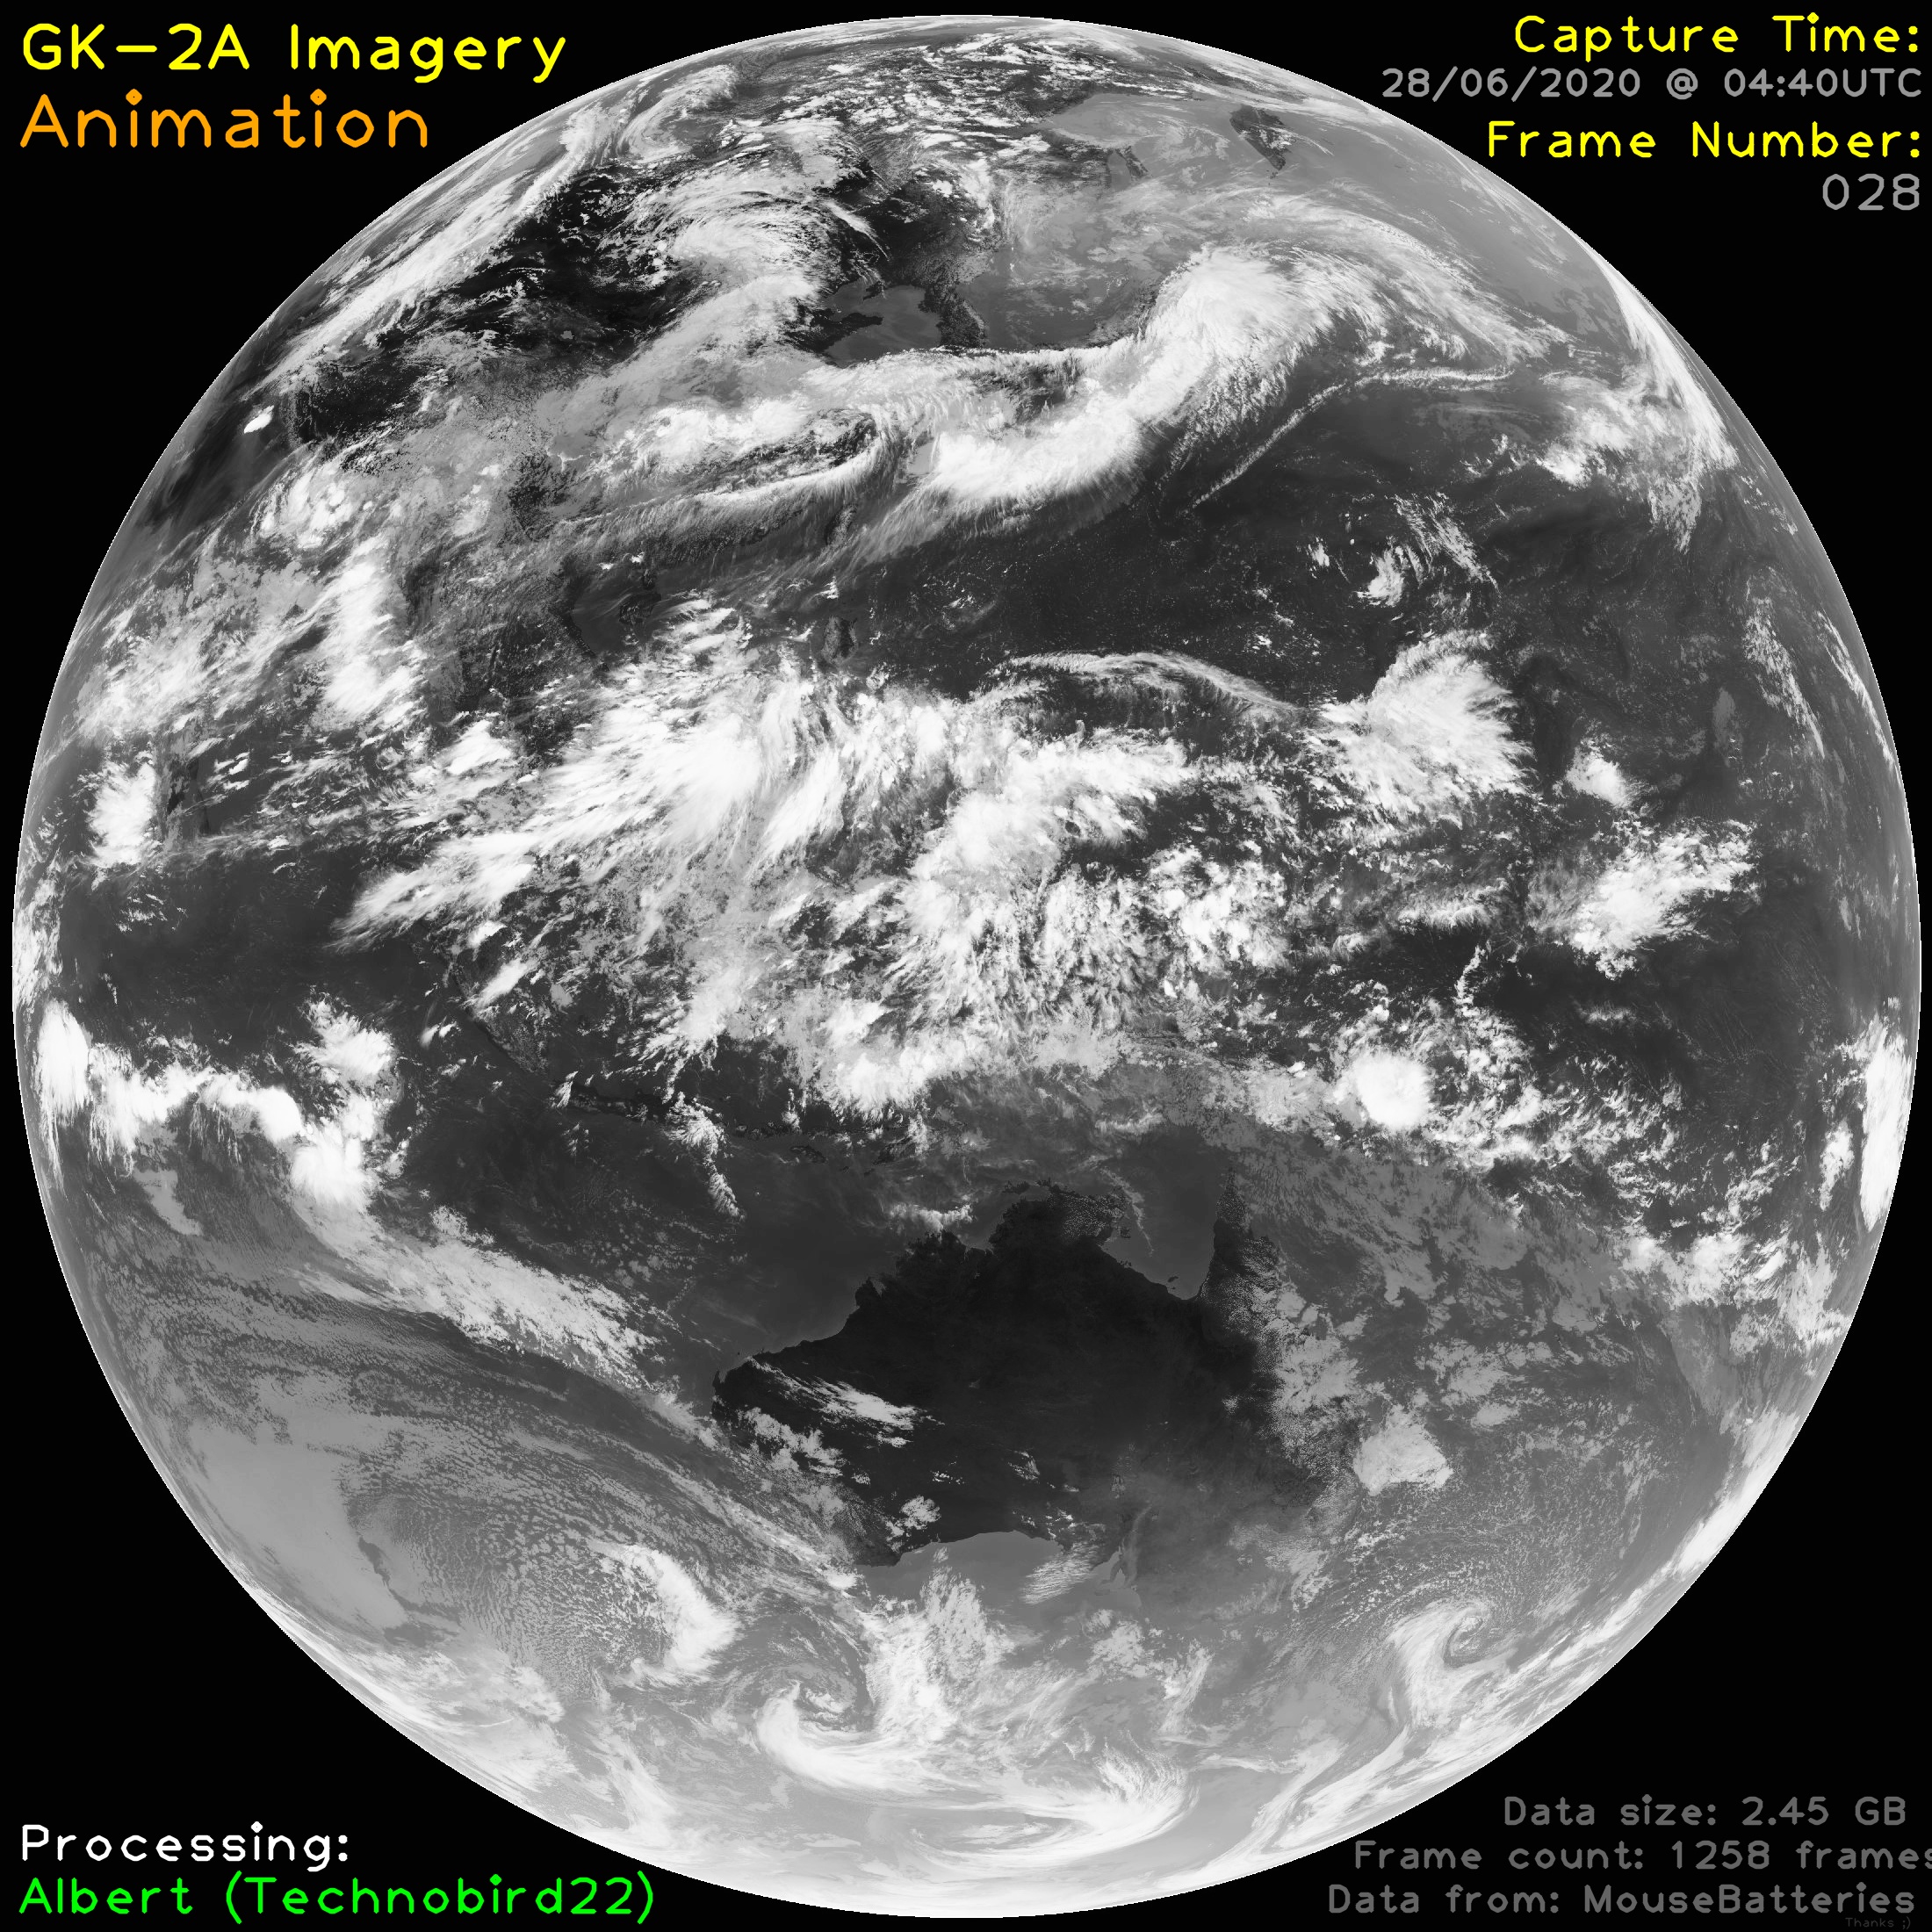 GK-2A Imagery
Animation
Capture Time:
28/06/2020 @ 04:40UTC
Frame Number:
028
Processing:
Albert (Technobird22)
Data size: 2.45 GB
Frame count: 1258 frames
Data from: MouseBatteries
Thanks ;)